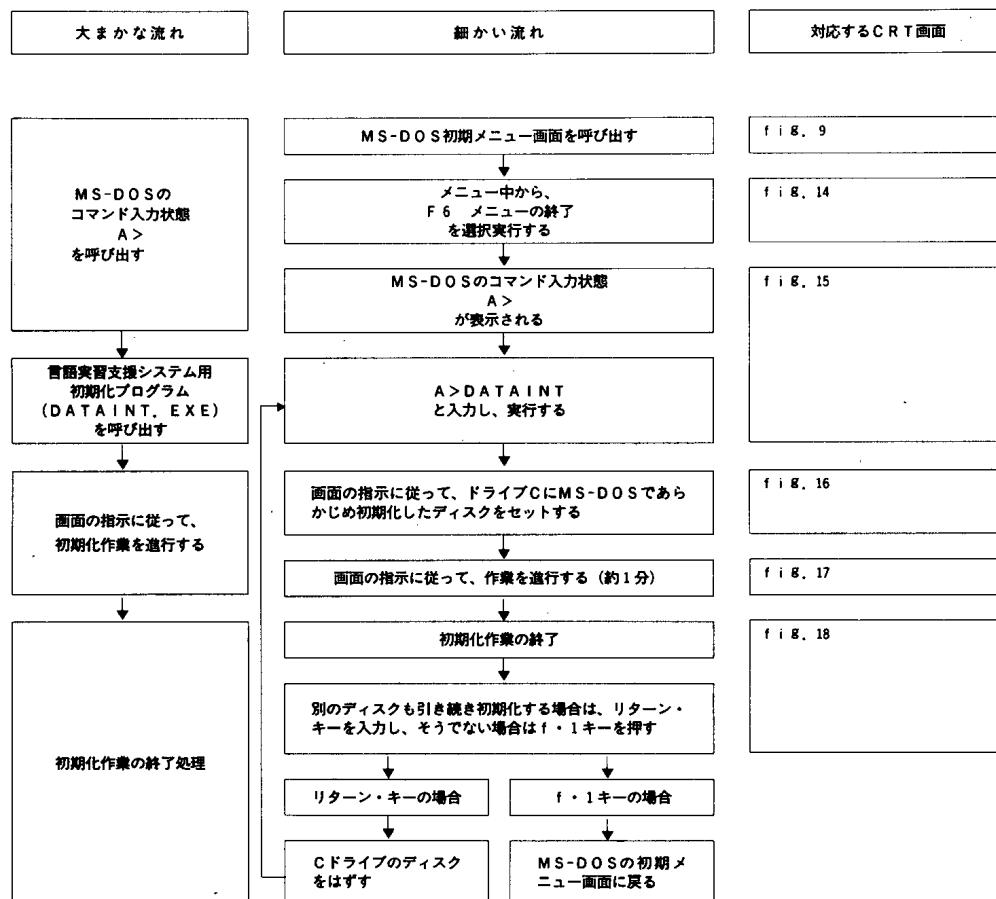 大まかな流れ
細かい流れ
対応するCRT画面
MS-DOSの
コマンド入力状態
A>
を呼び出す
MS-DOS初期メニュー画面を呼び出す
fig. 9
メニュー中から、
F6 メニューの終了
を選択実行する
fig. 14
MS-DOSのコマンド入力状態
A>
が表示される
fig. 15
言語実習支援システム用
初期化プログラム
(DATAINT. EXE)
を呼び出す
A>DATAINT
と入力し、実行する
画面の指示に従って、
初期化作業を進行する
画面の指示に従って、ドライブCにMS-DOSであら
かじめ初期化したディスクをセットする
fig. 16
画面の指示に従って、作業を進行する(約1分)
fig. 17
初期化作業の終了処理
初期化作業の終了
fig. 18
別のディスクも引き続き初期化する場合は、リターン・
キーを入力し、そうでない場合はf・1キーを押す
リターン・キーの場合
f・1キーの場合
Cドライブのディスク
をはずす
MS-DOSの初期メ
ニュー画面に戻る